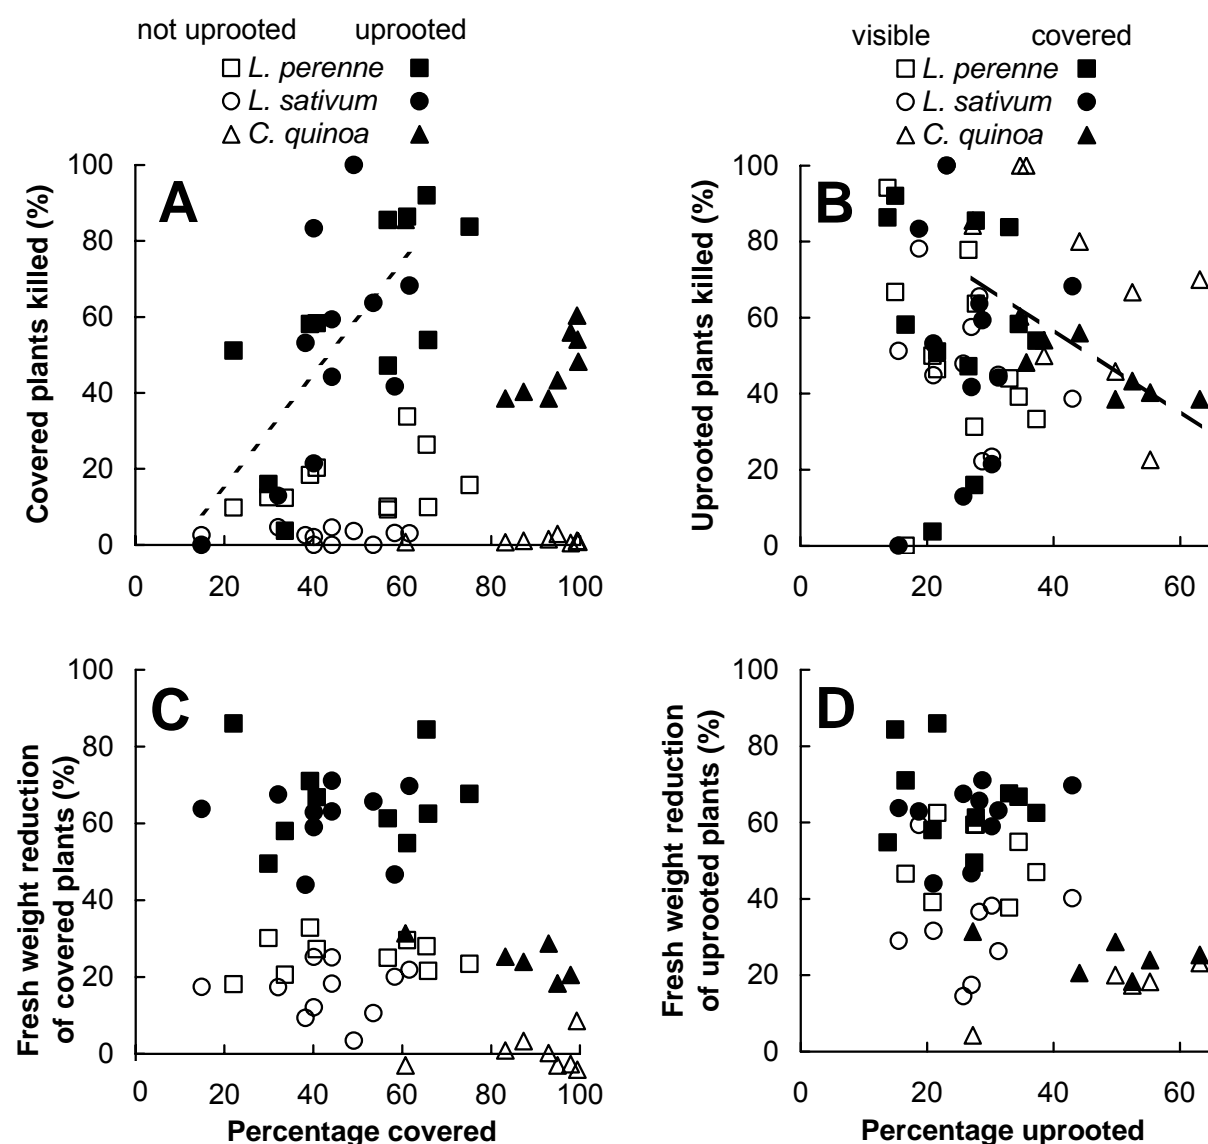 not uprooted uprooted
L. perenne
L. sativum
C. quinoa
visible covered
L. perenne
L. sativum
C. quinoa
A
Covered plants killed (%)
100
80
60
40
20
0
0 20 40 60 80 100
B
Uprooted plants killed (%)
100
80
60
40
20
0
0 20 40 60
C
Fresh weight reduction
of covered plants (%)
100
80
60
40
20
0
0 20 40 60 80 100
Percentage covered
D
Fresh weight reduction
of uprooted plants (%)
100
80
60
40
20
0
0 20 40 60
Percentage uprooted